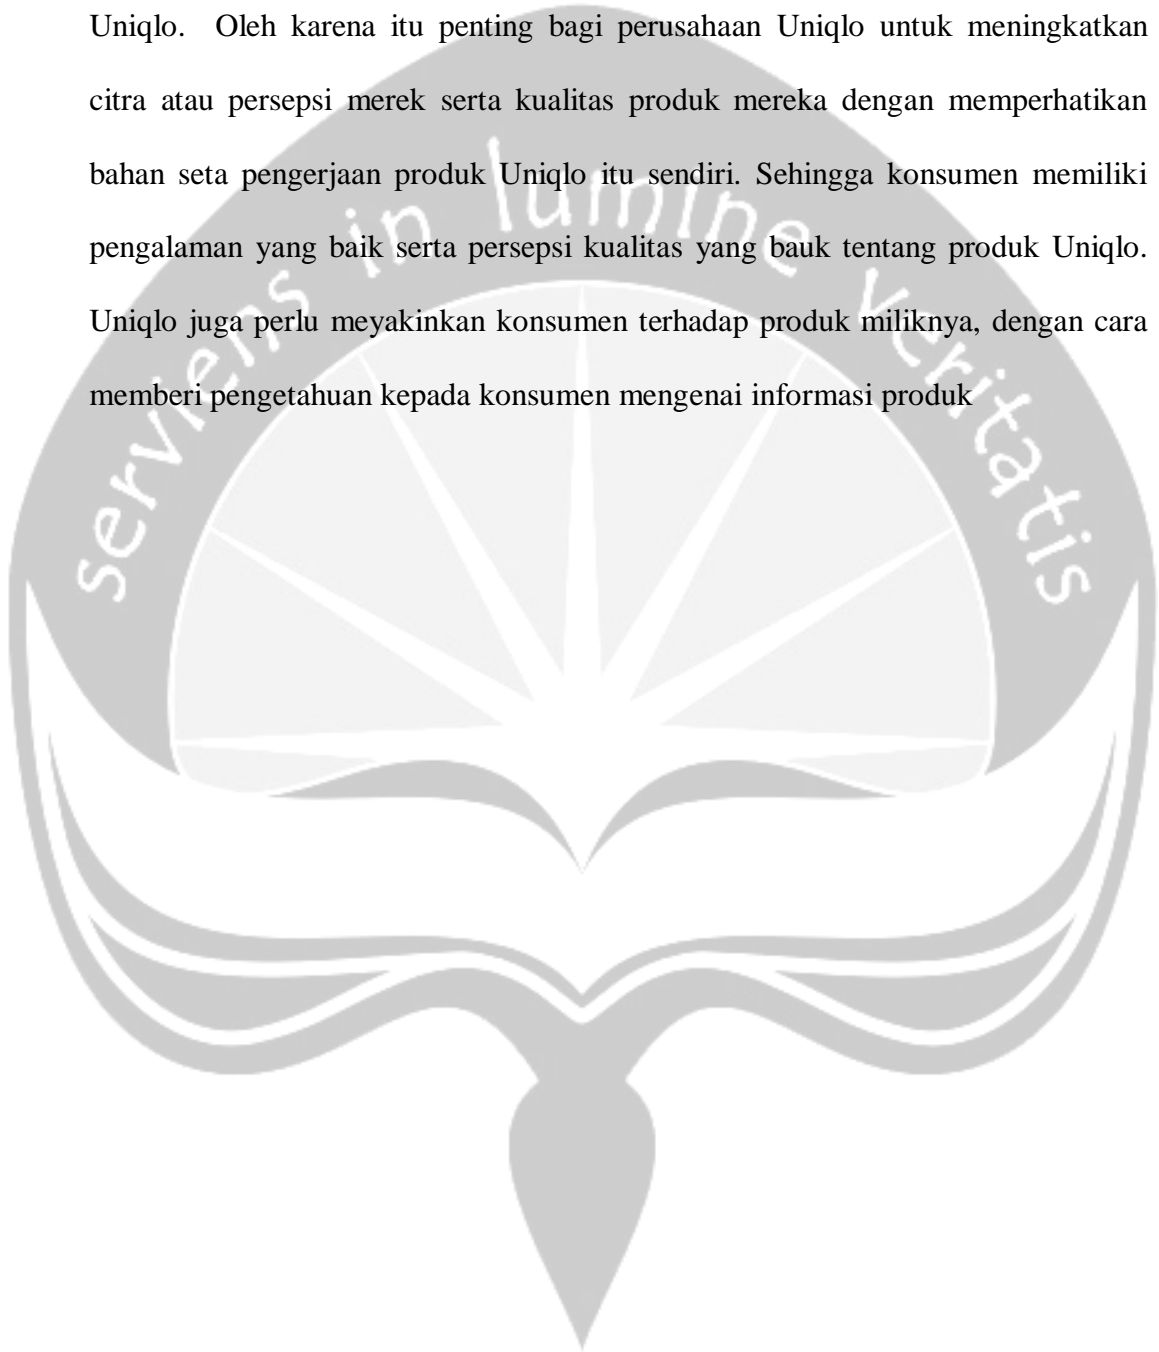 Uniqlo. Oleh karena itu penting bagi perusahaan Uniqlo untuk meningkatkan
citra atau persepsi merek serta kualitas produk mereka dengan memperhatikan
bahan seta pengerjaan produk Uniqlo itu sendiri. Sehingga konsumen memiliki
pengalaman yang baik serta persepsi kualitas yang bauk tentang produk Uniqlo.
Uniqlo juga perlu meyakinkan konsumen terhadap produk miliknya, dengan cara
memberi pengetahuan kepada konsumen mengenai informasi produk
serviens in lumine veritatis